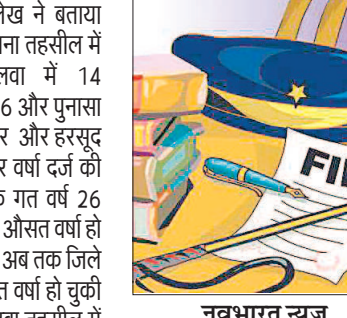 लेख ने बताया
ना तहसील में
लवा में 14
6 और पुनासा
र और हरसूद
र वर्षा दर्ज की
क गत वर्ष 26
औसत वर्षा हो
अब तक जिले
त वर्षा हो चुकी
FI
नवभारत न्यूज